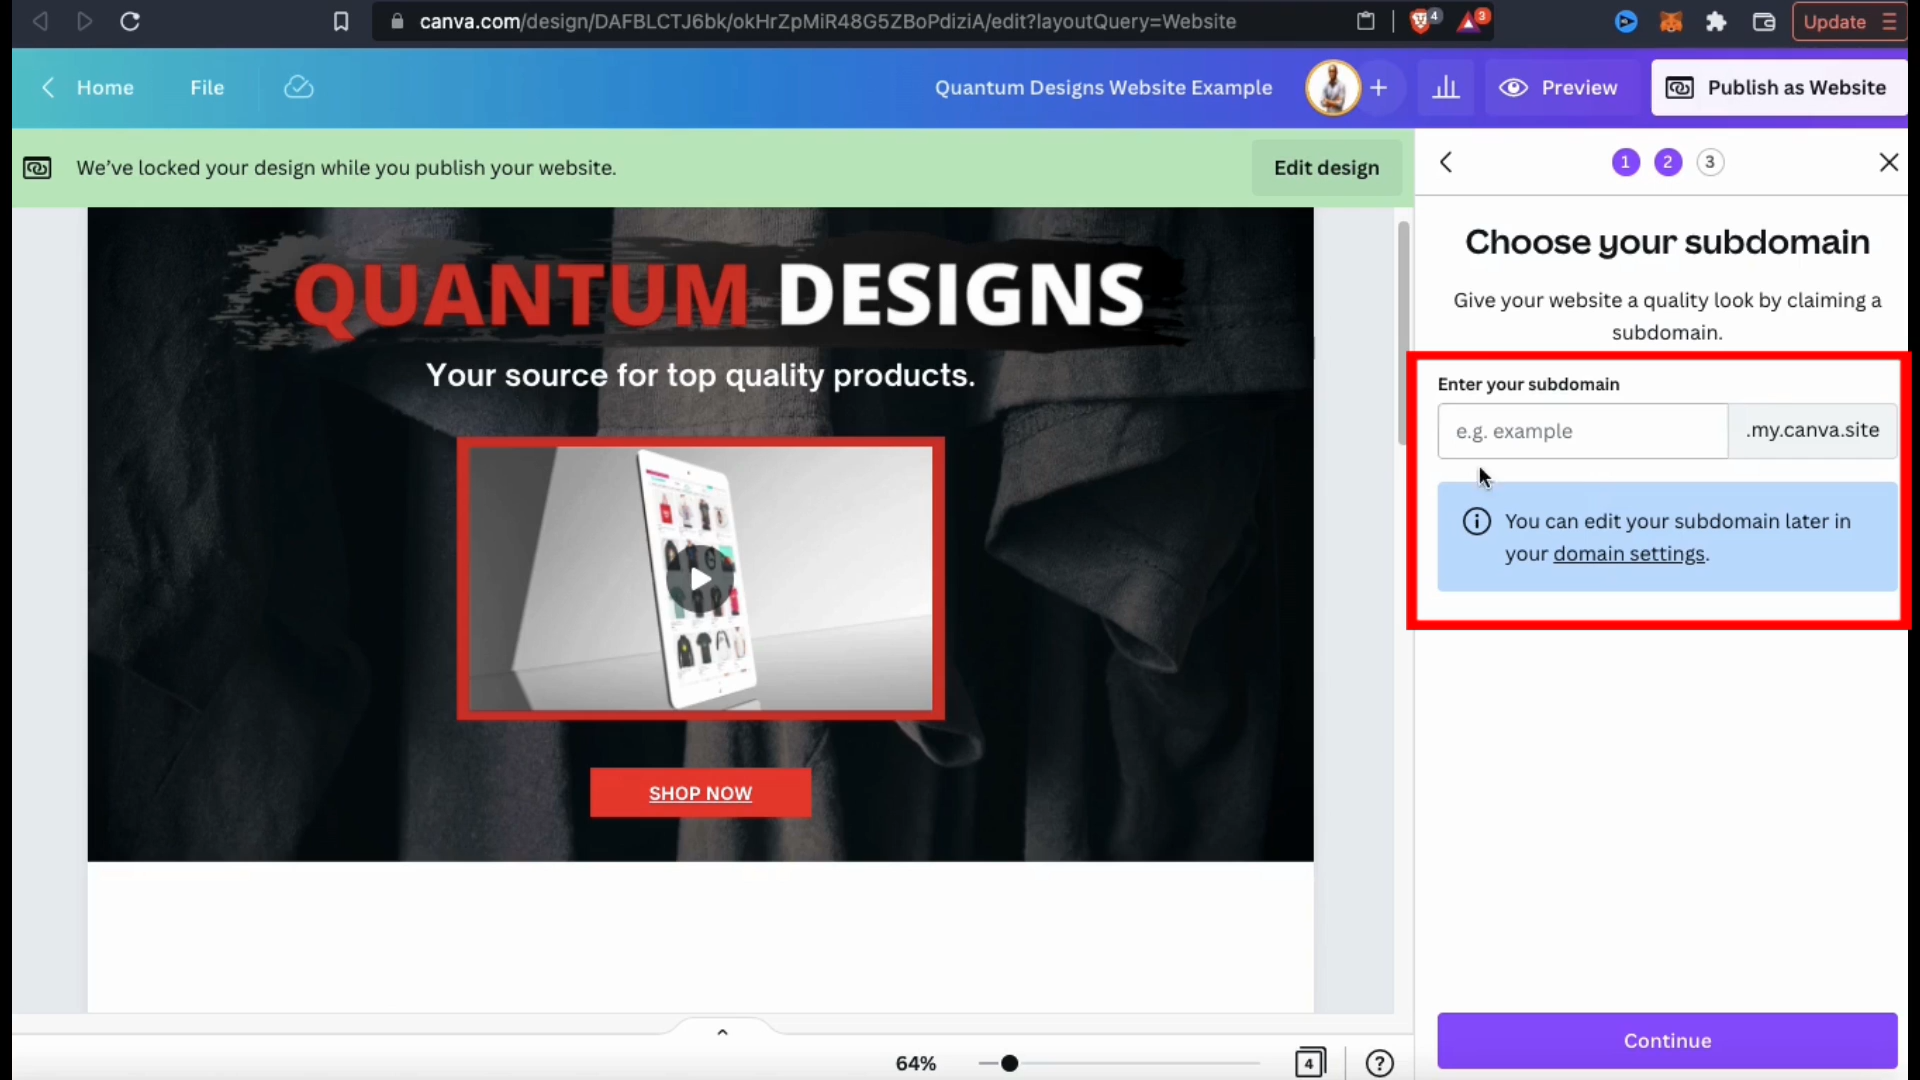 canva.com/design/DAFBLCTJ6bk/okHrZpMiR48G5ZBoPdiziA/edit?layoutQuery=Website
4
3
Update
Home
File
Quantum Designs Website Example
Preview
Publish as Website
We've locked your design while you publish your website.
Edit design
1 2 3
QUANTUM DESIGNS
Your source for top quality products.
SHOP NOW
Choose your subdomain
Give your website a quality look by claiming a
subdomain.
Enter your subdomain
e.g. example
.my.canva.site
You can edit your subdomain later in
your domain settings.
Continue
64%
4
?